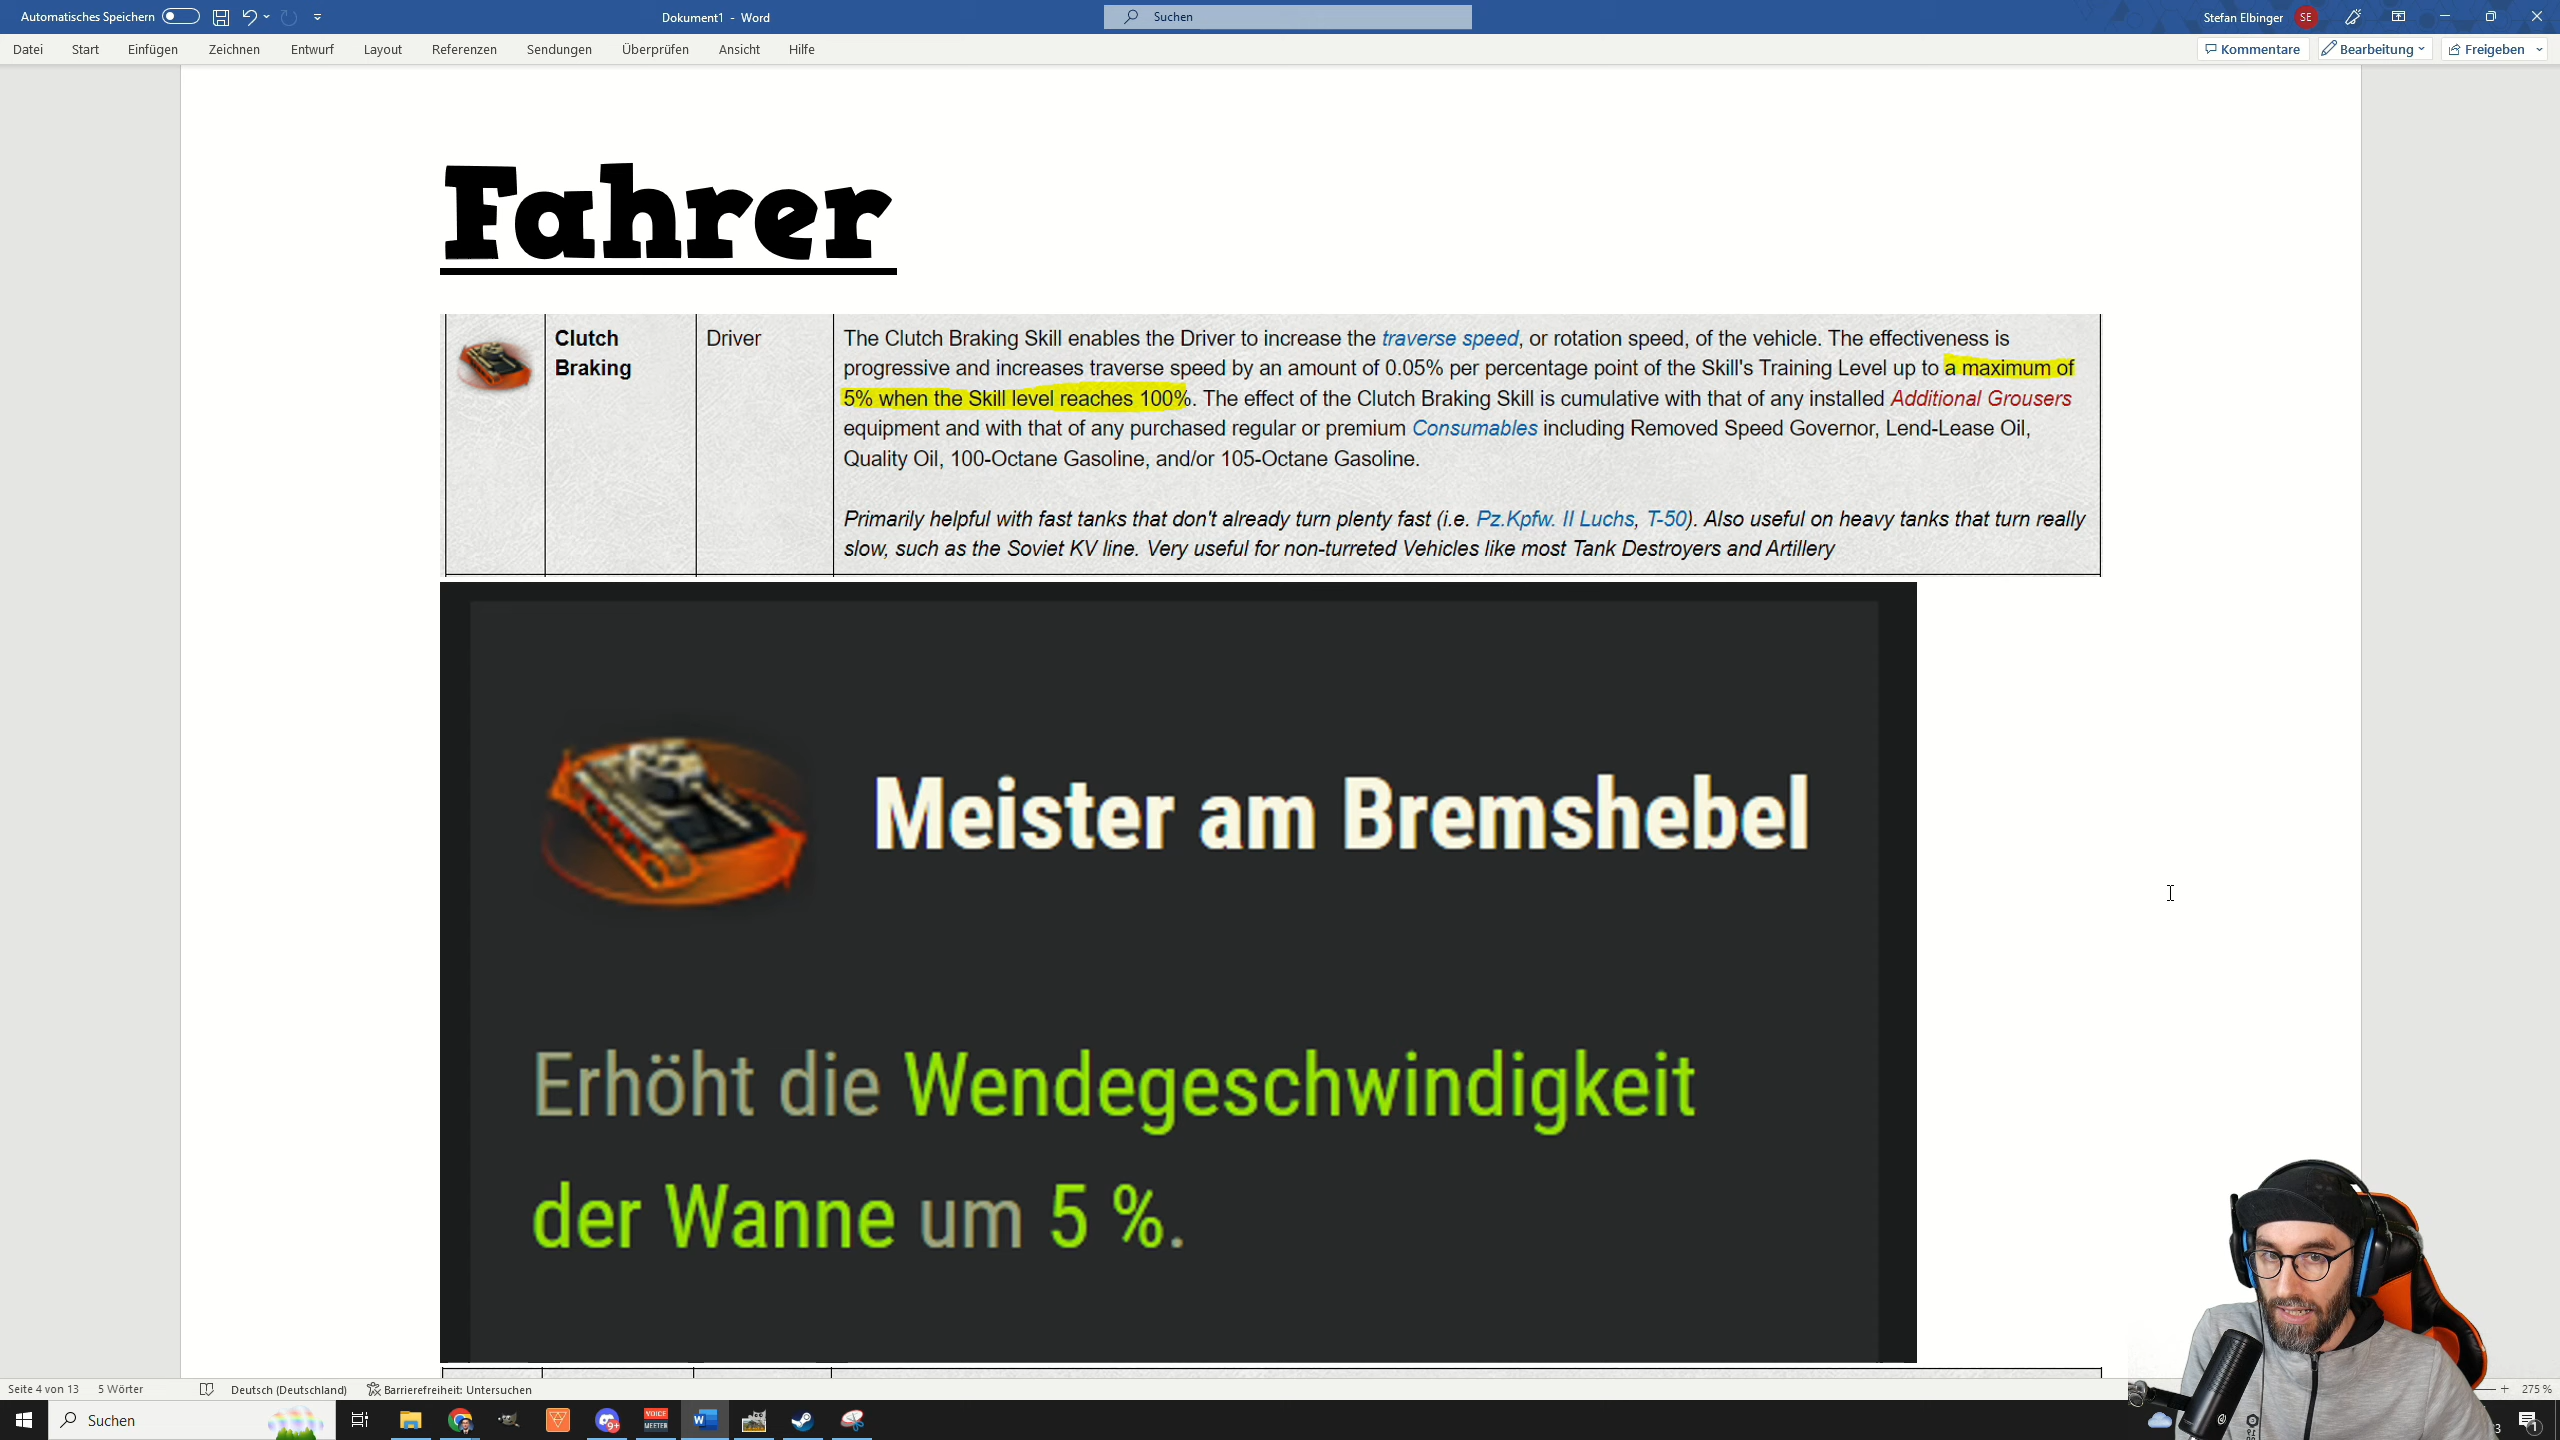 Automatisches Speichern
Dokument1 - Word
Suchen
Stefan Elbinger SE
Datei Start Einfügen Zeichnen Entwurf Layout Referenzen Sendungen Überprüfen Ansicht Hilfe
Kommentare Bearbeitung Freigeben
Fahrer
Clutch Braking
Driver
The Clutch Braking Skill enables the Driver to increase the traverse speed, or rotation speed, of the vehicle. The effectiveness is
progressive and increases traverse speed by an amount of 0.05% per percentage point of the Skill's Training Level up to a maximum of
5% when the Skill level reaches 100%. The effect of the Clutch Braking Skill is cumulative with that of any installed Additional Grousers
equipment and with that of any purchased regular or premium Consumables including Removed Speed Governor, Lend-Lease Oil,
Quality Oil, 100-Octane Gasoline, and/or 105-Octane Gasoline.
Primarily helpful with fast tanks that don't already turn plenty fast (i.e. Pz.Kpfw. II Luchs, T-50). Also useful on heavy tanks that turn really
slow, such as the Soviet KV line. Very useful for non-turreted Vehicles like most Tank Destroyers and Artillery
Meister am Bremshebel
Erhöht die Wendegeschwindigkeit
der Wanne um 5 %.
Seite 4 von 13 5 Wörter Deutsch (Deutschland) Barrierefreiheit: Untersuchen
275 %
Suchen
9+
VOICE
MEETER
W
1